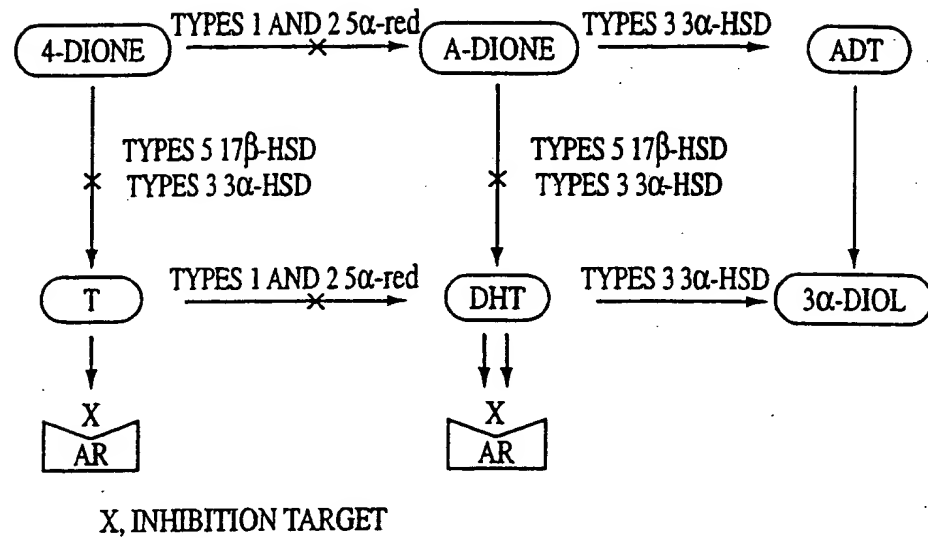 4-DIONE
TYPES 1 AND 2 5α-red
A-DIONE
TYPES 3 3α-HSD
ADT
TYPES 5 17β-HSD
TYPES 3 3α-HSD
TYPES 5 17β-HSD
TYPES 3 3α-HSD
T
TYPES 1 AND 2 5α-red
DHT
TYPES 3 3α-HSD
3α-DIOL
X
AR
X
AR
X, INHIBITION TARGET